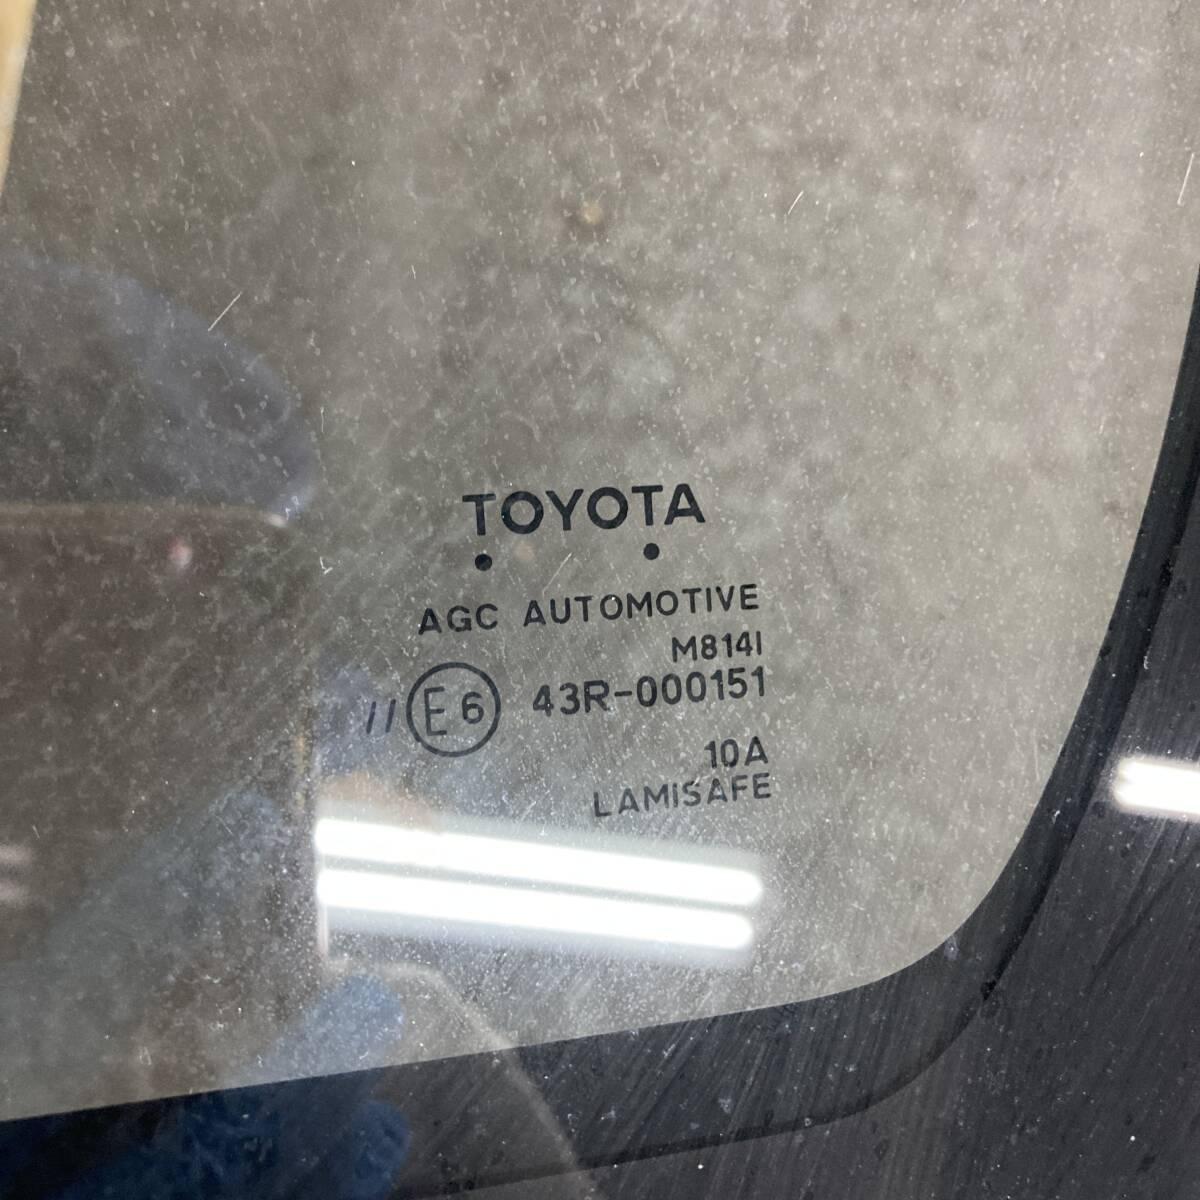 TOYOTA
AGC AUTOMOTIVE
M814I
// E6 43R-000151
10A
LAMISAFE